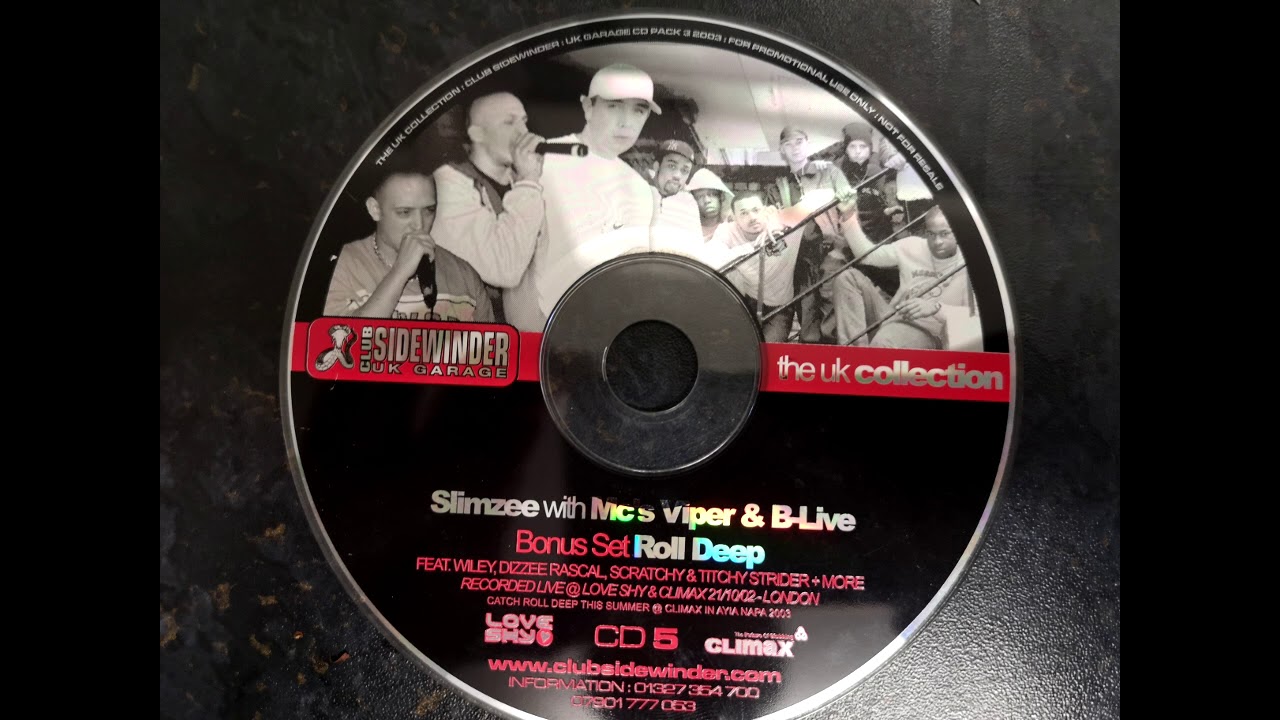 THE UK COLLECTION : CLUB SIDEWINDER : UK GARAGE CD PACK 3 2003 : FOR PROMOTIONAL USE ONLY : NOT FOR RESALE
CLUB SIDEWINDER
UK GARAGE
the uk collection
Slimzee with Mc's Viper & B-Live
Bonus Set Roll Deep
FEAT. WILEY, DIZZEE RASCAL, SCRATCHY & TITCHY STRIDER + MORE
RECORDED LIVE @ LOVE SHY & CLIMAX 21/10/02 - LONDON
CATCH ROLL DEEP THIS SUMMER @ CLIMAX IN AYIA NAPA 2003
LOVE SHY
CD 5
CLIMAX
www.clubsidewinder.com
INFORMATION : 01327 354 700
07901 777 053